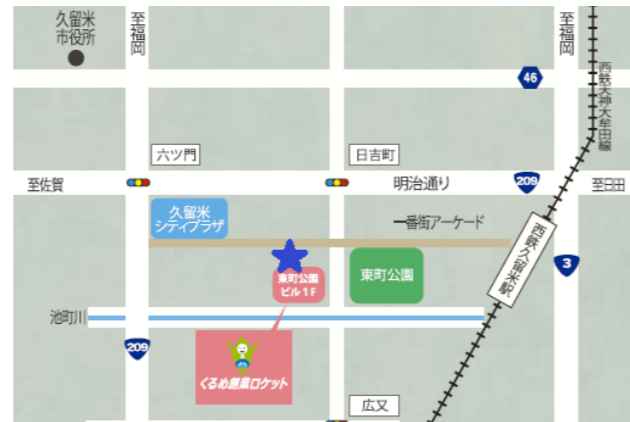 久留米
市役所
至福岡
至福岡
46
西鉄天神大牟田線
六ツ門
日吉町
至佐賀
明治通り
209
至日田
久留米
シティプラザ
一番街アーケード
西鉄久留米駅
東町公園
ビル1F
東町公園
3
池町川
209
くるめ創業ロケット
広又